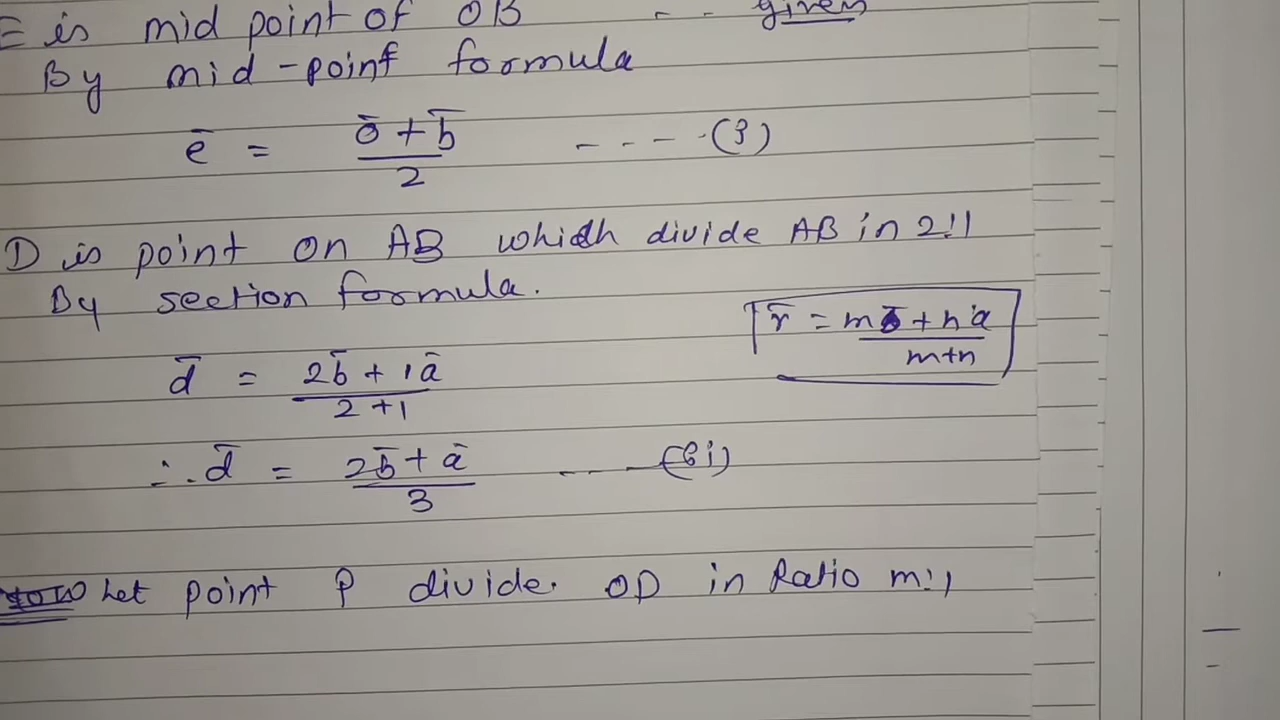 E is mid point of OB - - given
By mid-point formula
ē = (ō + b̄)/2 - - - - (i)
D is point on AB which divide AB in 2:1
By section formula.
r̄ = (mb̄ + nā)/(m+n)
d̄ = (2b̄ + 1ā)/(2+1)
∴ d̄ = (2b̄ + ā)/3 - - - - (ii)
Let point P divide. OD in Ratio m:1